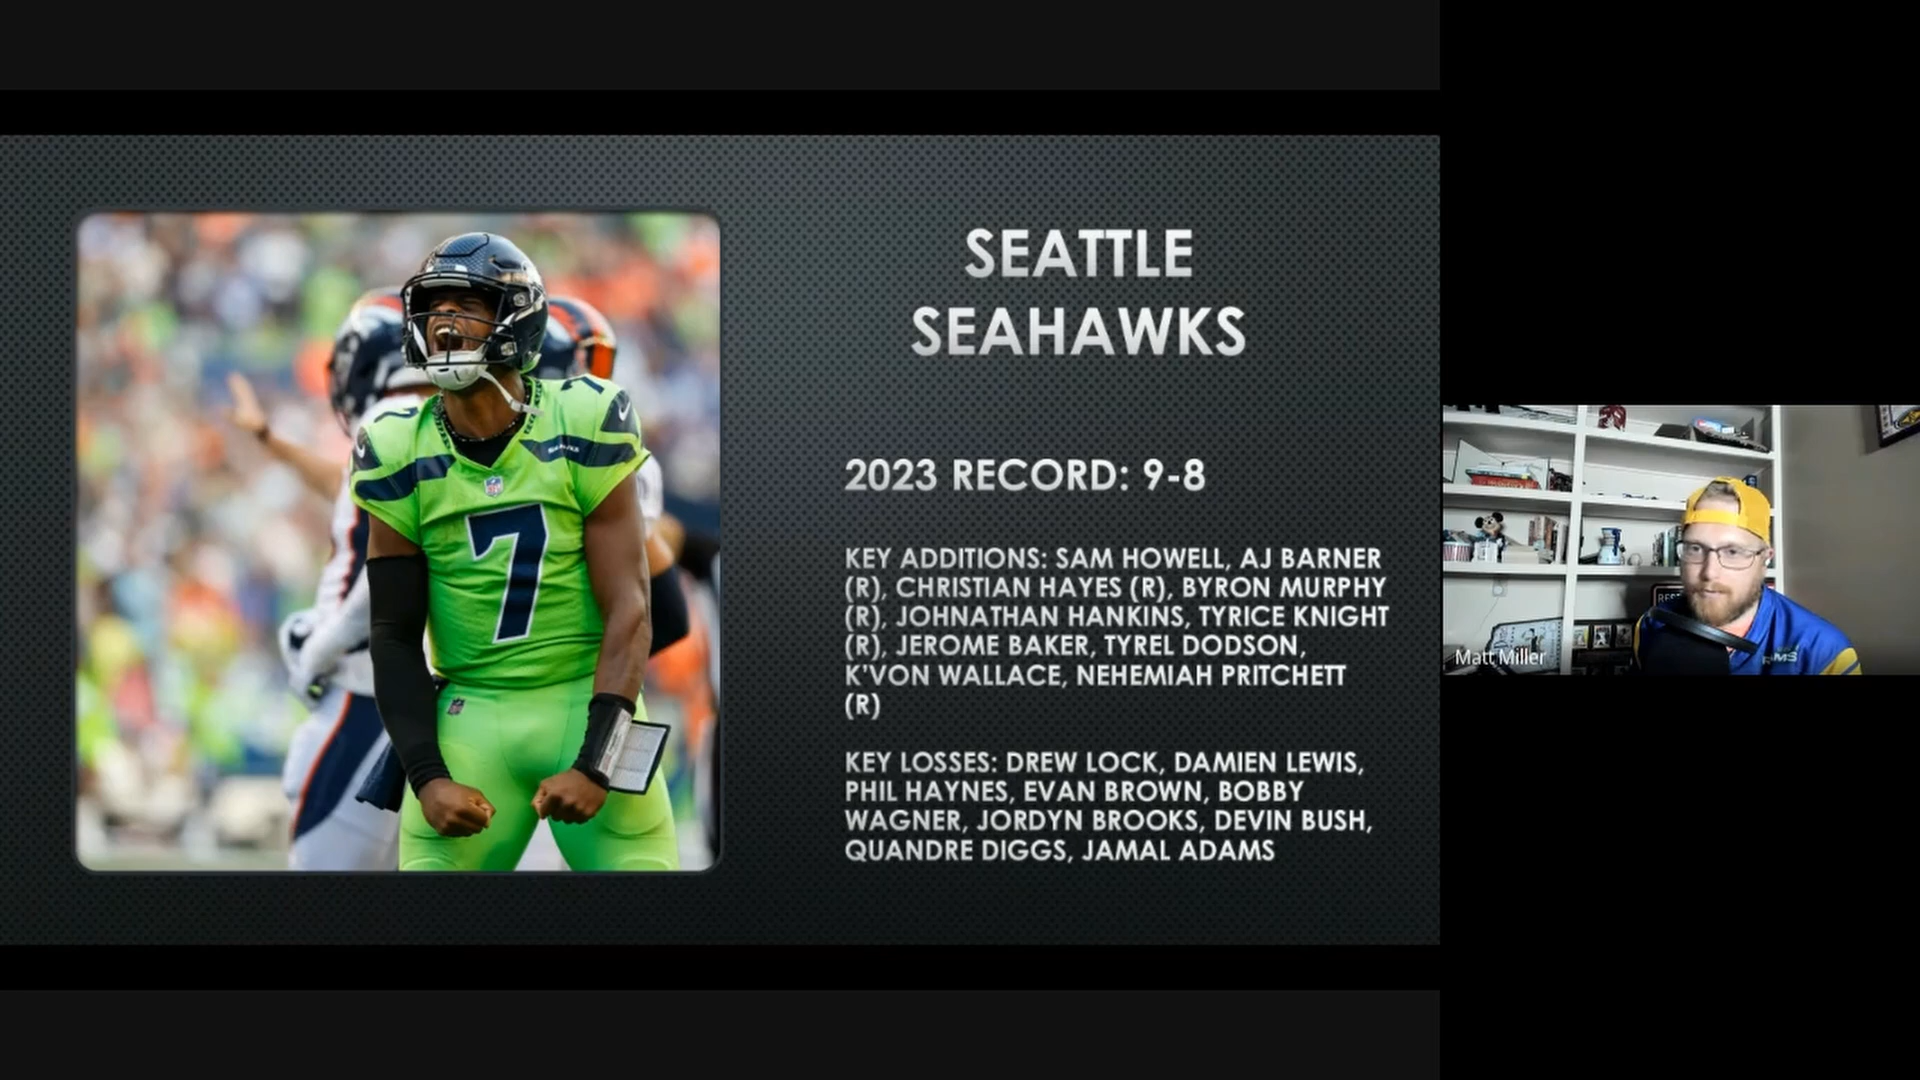 SEATTLE
SEAHAWKS
2023 RECORD: 9-8
KEY ADDITIONS: SAM HOWELL, AJ BARNER
(R), CHRISTIAN HAYES (R), BYRON MURPHY
(R), JOHNATHAN HANKINS, TYRICE KNIGHT
(R), JEROME BAKER, TYREL DODSON,
K'VON WALLACE, NEHEMIAH PRITCHETT
(R)
KEY LOSSES: DREW LOCK, DAMIEN LEWIS,
PHIL HAYNES, EVAN BROWN, BOBBY
WAGNER, JORDYN BROOKS, DEVIN BUSH,
QUANDRE DIGGS, JAMAL ADAMS
7
7
7
Matt Miller